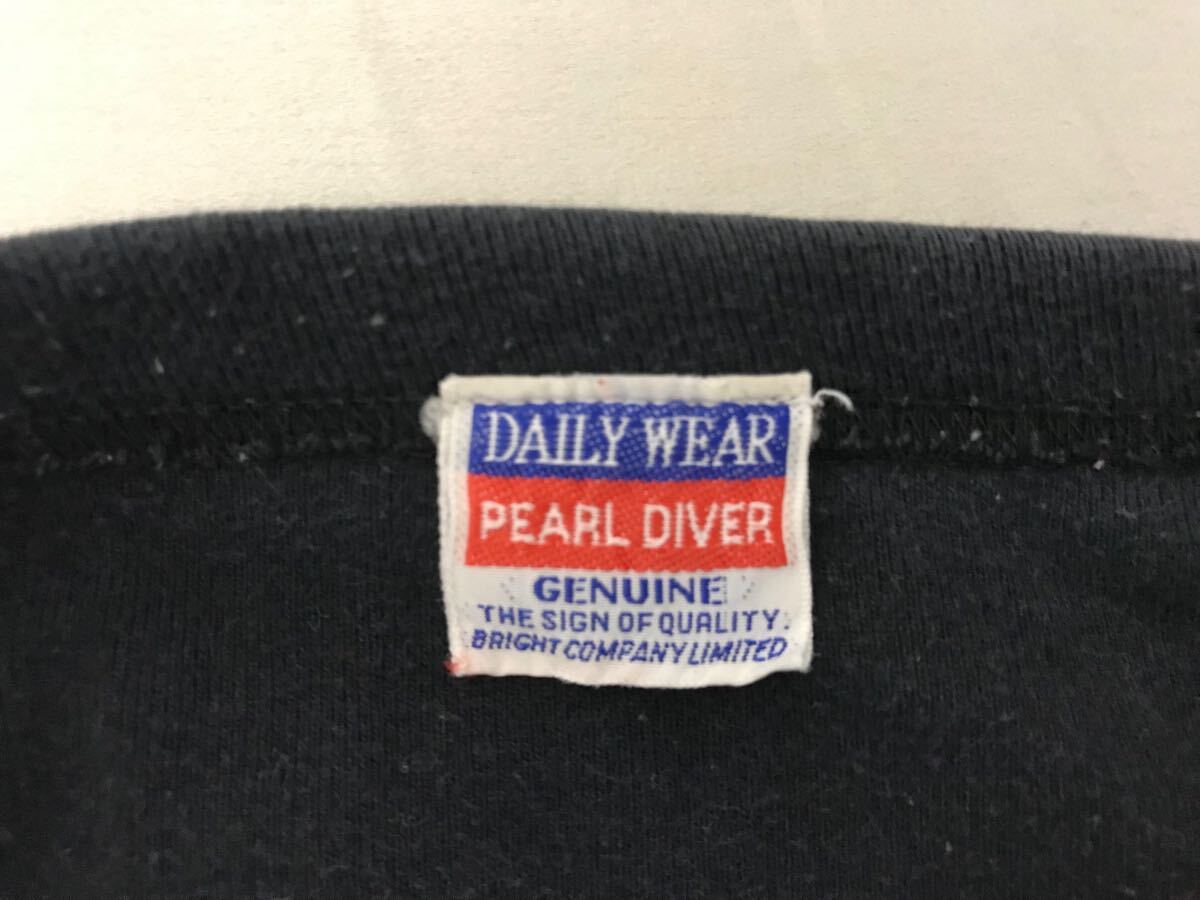 DAILY WEAR
PEARL DIVER
GENUINE
THE SIGN OF QUALITY.
BRIGHT COMPANY LIMITED